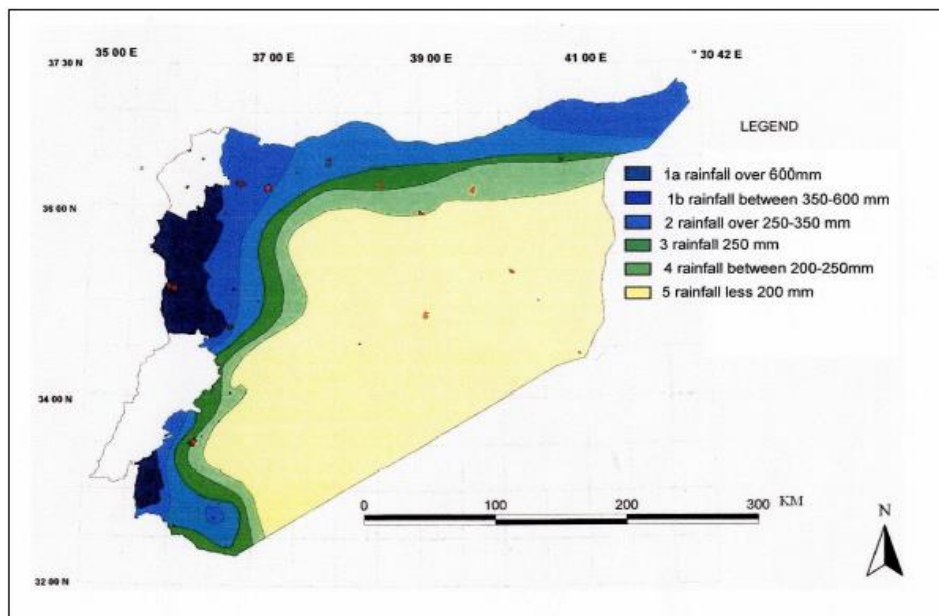 35 00 E
37 00 E
39 00 E
41 00 E
° 30 42 E
37 30 N
36 00 N
34 00 N
32 00 N
LEGEND
1a rainfall over 600mm
1b rainfall between 350-600 mm
2 rainfall over 250-350 mm
3 rainfall 250 mm
4 rainfall between 200-250mm
5 rainfall less 200 mm
0 100 200 300 KM
N